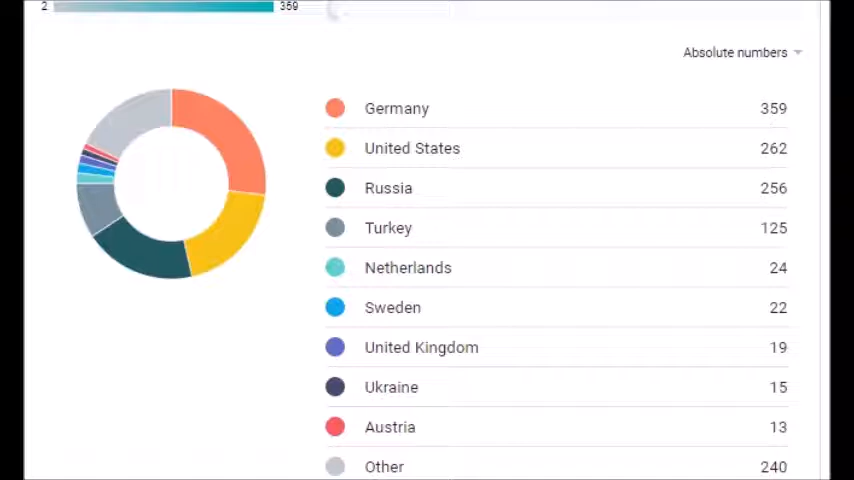 2 359
Absolute numbers
Germany 359
United States 262
Russia 256
Turkey 125
Netherlands 24
Sweden 22
United Kingdom 19
Ukraine 15
Austria 13
Other 240